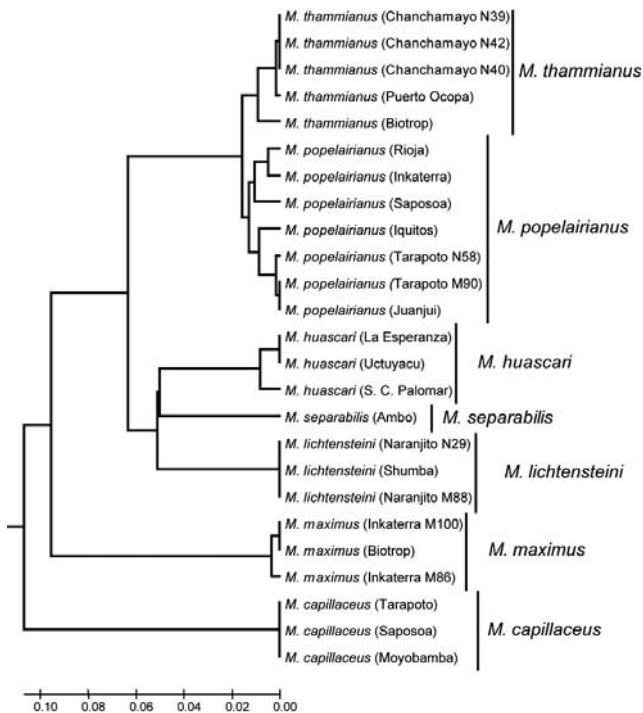 M. thammianus (Chanchamayo N39)
M. thammianus (Chanchamayo N42)
M. thammianus (Chanchamayo N40)
M. thammianus (Puerto Ocopa)
M. thammianus (Biotrop)
M. thammianus
M. popelairianus (Rioja)
M. popelairianus (Inkaterra)
M. popelairianus (Saposoa)
M. popelairianus (Iquitos)
M. popelairianus (Tarapoto N58)
M. popelairianus (Tarapoto M90)
M. popelairianus (Juanjui)
M. popelairianus
M. huascari (La Esperanza)
M. huascari (Uctuyacu)
M. huascari (S. C. Palomar)
M. huascari
M. separabilis (Ambo)
M. separabilis
M. lichtensteini (Naranjito N29)
M. lichtensteini (Shumba)
M. lichtensteini (Naranjito M88)
M. lichtensteini
M. maximus (Inkaterra M100)
M. maximus (Biotrop)
M. maximus (Inkaterra M86)
M. maximus
M. capillaceus (Tarapoto)
M. capillaceus (Saposoa)
M. capillaceus (Moyobamba)
M. capillaceus
0.10 0.08 0.06 0.04 0.02 0.00